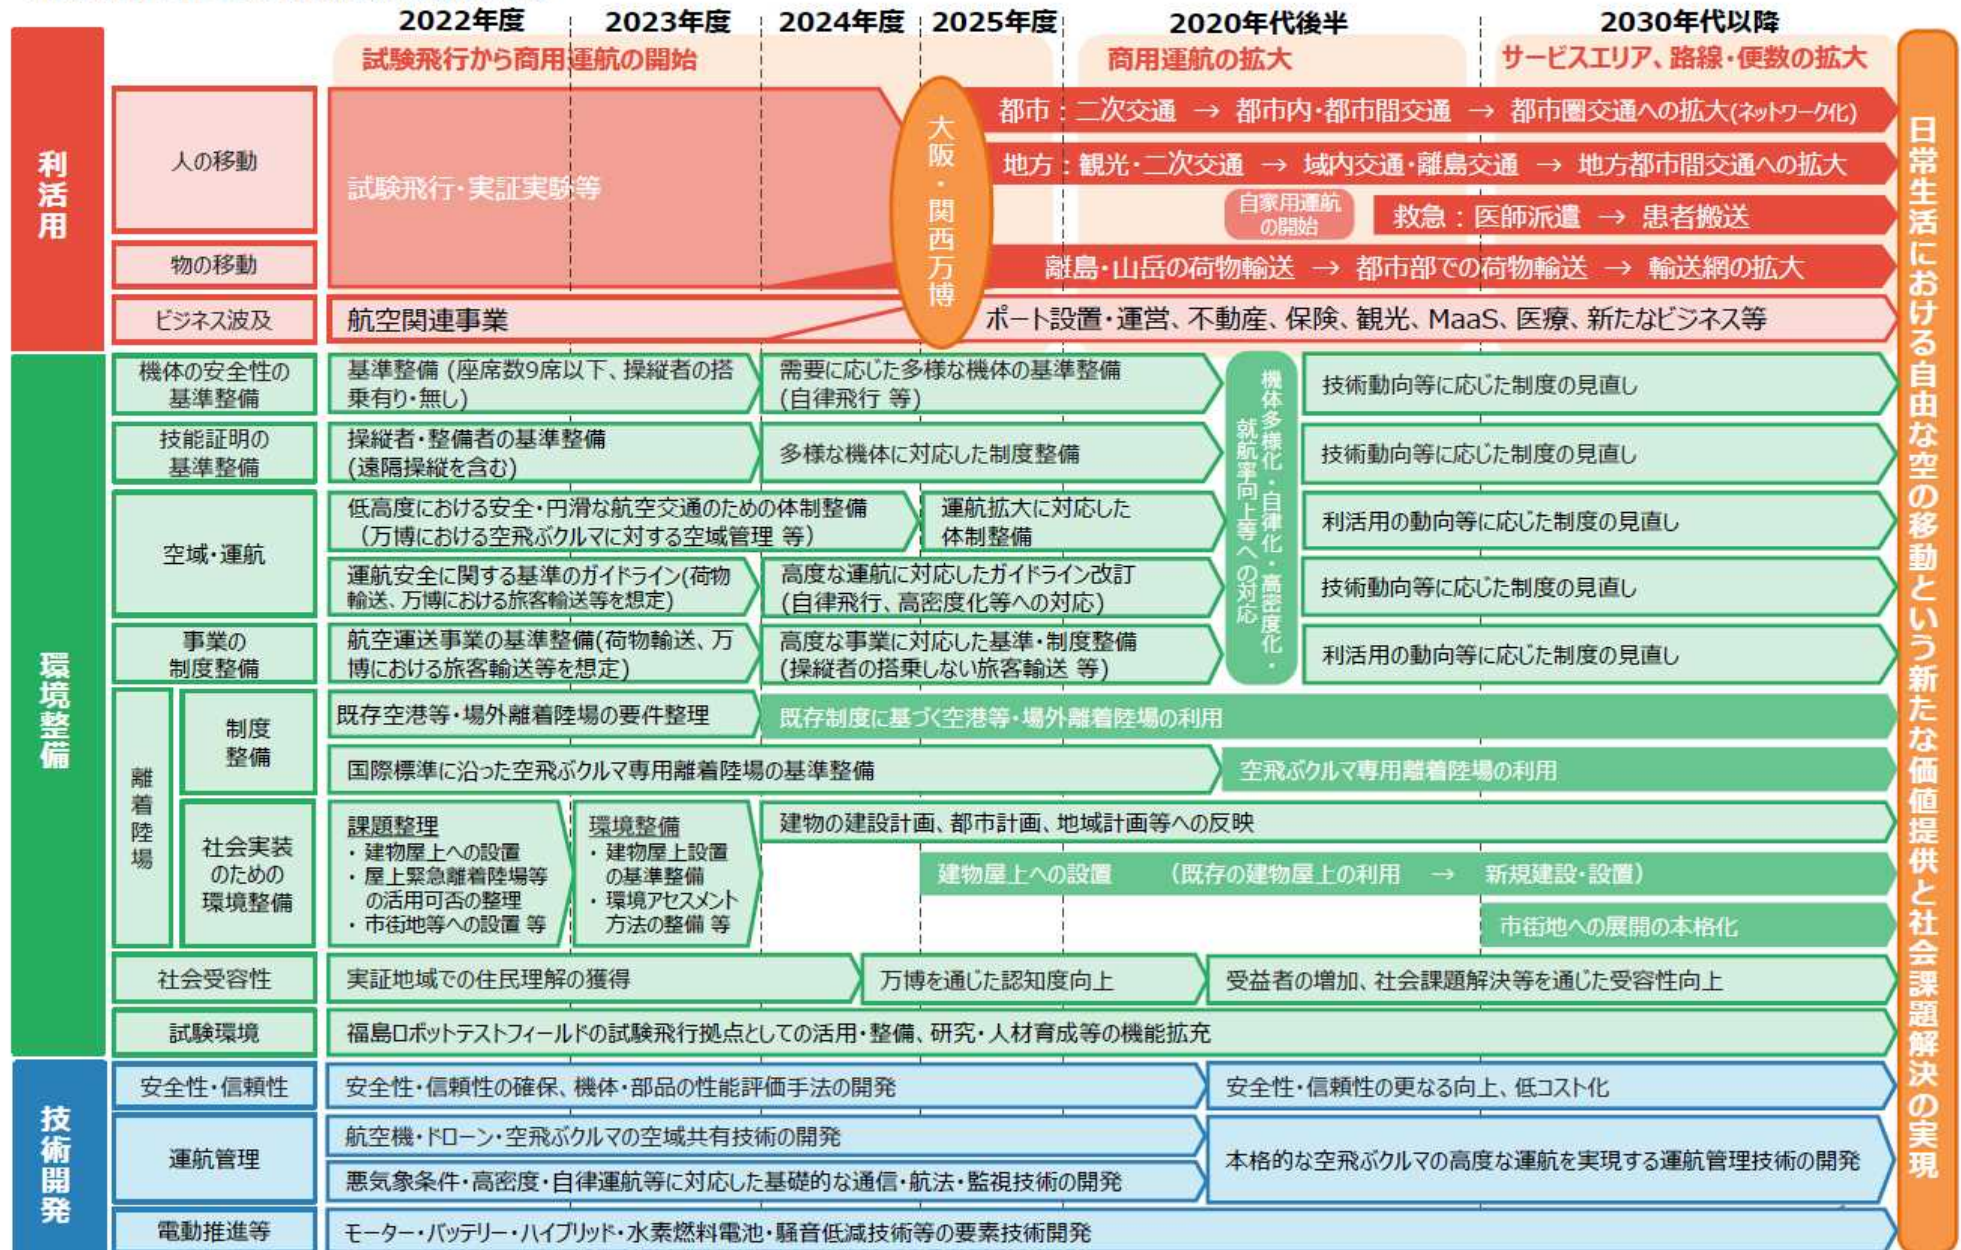 2022年度
2023年度
2024年度
2025年度
2020年代後半
2030年代以降
試験飛行から商用運航の開始
商用運航の拡大
サービスエリア、路線・便数の拡大
利活用
人の移動
試験飛行・実証実験等
大阪・関西万博
都市：二次交通 → 都市内・都市間交通 → 都市圏交通への拡大(ネットワーク化)
地方：観光・二次交通 → 域内交通・離島交通 → 地方都市間交通への拡大
自家用運航
の開始
救急：医師派遣 → 患者搬送
物の移動
離島・山岳の荷物輸送 → 都市部での荷物輸送 → 輸送網の拡大
ビジネス波及
航空関連事業
ポート設置・運営、不動産、保険、観光、MaaS、医療、新たなビジネス等
環境整備
機体の安全性の
基準整備
基準整備 (座席数9席以下、操縦者の搭
乗有り・無し)
需要に応じた多様な機体の基準整備
(自律飛行 等)
機体多様化・自律化・高密度化・
就航率向上等への対応
技術動向等に応じた制度の見直し
技能証明の
基準整備
操縦者・整備者の基準整備
(遠隔操縦を含む)
多様な機体に対応した制度整備
技術動向等に応じた制度の見直し
空域・運航
低高度における安全・円滑な航空交通のための体制整備
（万博における空飛ぶクルマに対する空域管理 等）
運航拡大に対応した
体制整備
利活用の動向等に応じた制度の見直し
運航安全に関する基準のガイドライン(荷物
輸送、万博における旅客輸送等を想定)
高度な運航に対応したガイドライン改訂
(自律飛行、高密度化等への対応)
技術動向等に応じた制度の見直し
事業の
制度整備
航空運送事業の基準整備(荷物輸送、万
博における旅客輸送等を想定)
高度な事業に対応した基準・制度整備
(操縦者の搭乗しない旅客輸送 等)
利活用の動向等に応じた制度の見直し
離着陸場
制度
整備
既存空港等・場外離着陸場の要件整理
既存制度に基づく空港等・場外離着陸場の利用
国際標準に沿った空飛ぶクルマ専用離着陸場の基準整備
空飛ぶクルマ専用離着陸場の利用
社会実装
のための
環境整備
課題整理
・建物屋上への設置
・屋上緊急離着陸場等
の活用可否の整理
・市街地等への設置 等
環境整備
・建物屋上設置
の基準整備
・環境アセスメント
方法の整備 等
建物の建設計画、都市計画、地域計画等への反映
建物屋上への設置 （既存の建物屋上の利用 → 新規建設・設置）
市街地への展開の本格化
社会受容性
実証地域での住民理解の獲得
万博を通じた認知度向上
受益者の増加、社会課題解決等を通じた受容性向上
試験環境
福島ロボットテストフィールドの試験飛行拠点としての活用・整備、研究・人材育成等の機能拡充
技術開発
安全性・信頼性
安全性・信頼性の確保、機体・部品の性能評価手法の開発
安全性・信頼性の更なる向上、低コスト化
運航管理
航空機・ドローン・空飛ぶクルマの空域共有技術の開発
悪気象条件・高密度・自律運航等に対応した基礎的な通信・航法・監視技術の開発
本格的な空飛ぶクルマの高度な運航を実現する運航管理技術の開発
電動推進等
モーター・バッテリー・ハイブリッド・水素燃料電池・騒音低減技術等の要素技術開発
日常生活における自由な空の移動という新たな価値提供と社会課題解決の実現